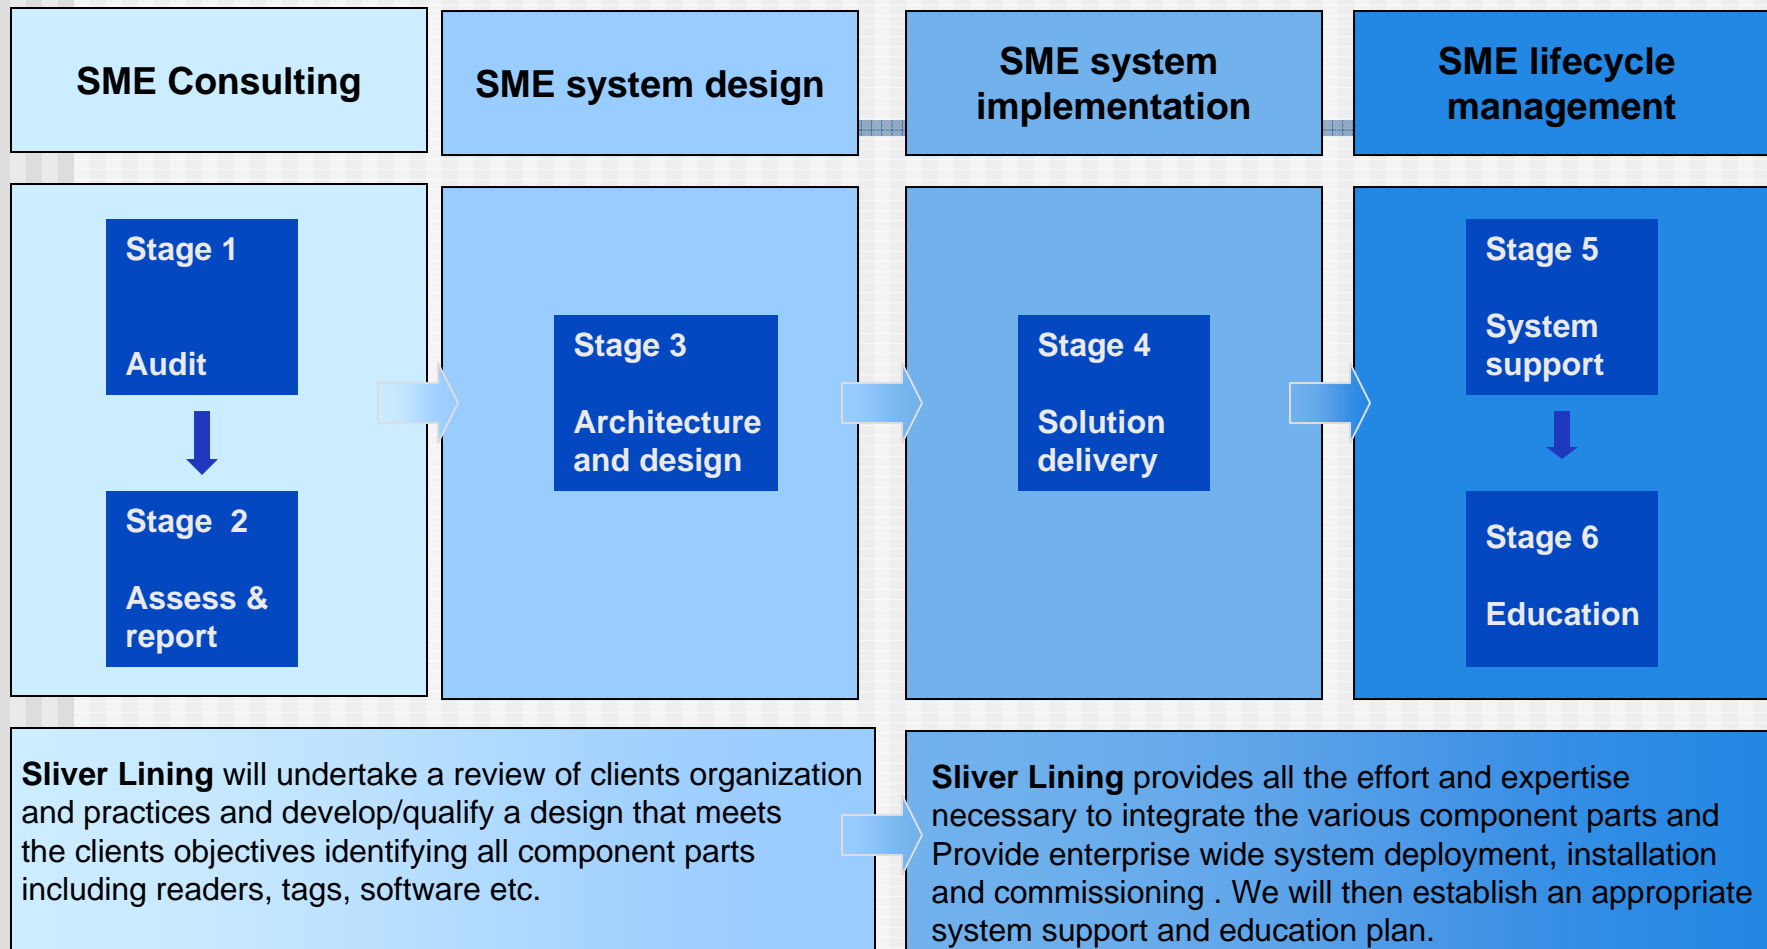 SME Consulting
SME system design
SME system
implementation
SME lifecycle
management
Stage 1
Audit
Stage 2
Assess &
report
Stage 3
Architecture
and design
Stage 4
Solution
delivery
Stage 5
System
support
Stage 6
Education
Sliver Lining will undertake a review of clients organization
and practices and develop/qualify a design that meets
the clients objectives identifying all component parts
including readers, tags, software etc.
Sliver Lining provides all the effort and expertise
necessary to integrate the various component parts and
Provide enterprise wide system deployment, installation
and commissioning . We will then establish an appropriate
system support and education plan.